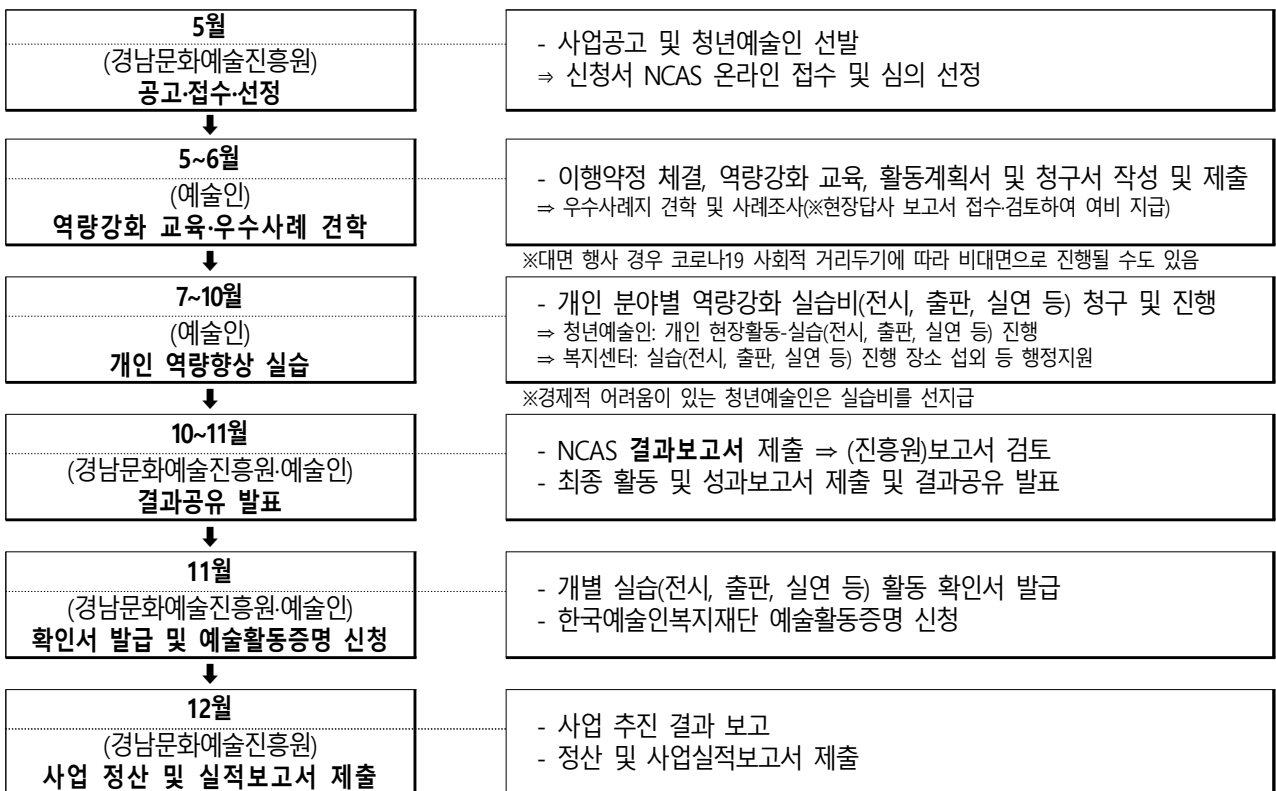 5월
(경남문화예술진흥원)
공고·접수·선정
- 사업공고 및 청년예술인 선발
⇒ 신청서 NCAS 온라인 접수 및 심의 선정
⬇
5~6월
(예술인)
역량강화 교육·우수사례 견학
- 이행약정 체결, 역량강화 교육, 활동계획서 및 청구서 작성 및 제출
⇒ 우수사례지 견학 및 사례조사(※현장답사 보고서 접수·검토하여 여비 지급)
⬇
※대면 행사 경우 코로나19 사회적 거리두기에 따라 비대면으로 진행될 수도 있음
7~10월
(예술인)
개인 역량향상 실습
- 개인 분야별 역량강화 실습비(전시, 출판, 실연 등) 청구 및 진행
⇒ 청년예술인: 개인 현장활동-실습(전시, 출판, 실연 등) 진행
⇒ 복지센터: 실습(전시, 출판, 실연 등) 진행 장소 섭외 등 행정지원
⬇
※경제적 어려움이 있는 청년예술인은 실습비를 선지급
10~11월
(경남문화예술진흥원·예술인)
결과공유 발표
- NCAS 결과보고서 제출 ⇒ (진흥원)보고서 검토
- 최종 활동 및 성과보고서 제출 및 결과공유 발표
⬇
11월
(경남문화예술진흥원·예술인)
확인서 발급 및 예술활동증명 신청
- 개별 실습(전시, 출판, 실연 등) 활동 확인서 발급
- 한국예술인복지재단 예술활동증명 신청
⬇
12월
(경남문화예술진흥원)
사업 정산 및 실적보고서 제출
- 사업 추진 결과 보고
- 정산 및 사업실적보고서 제출